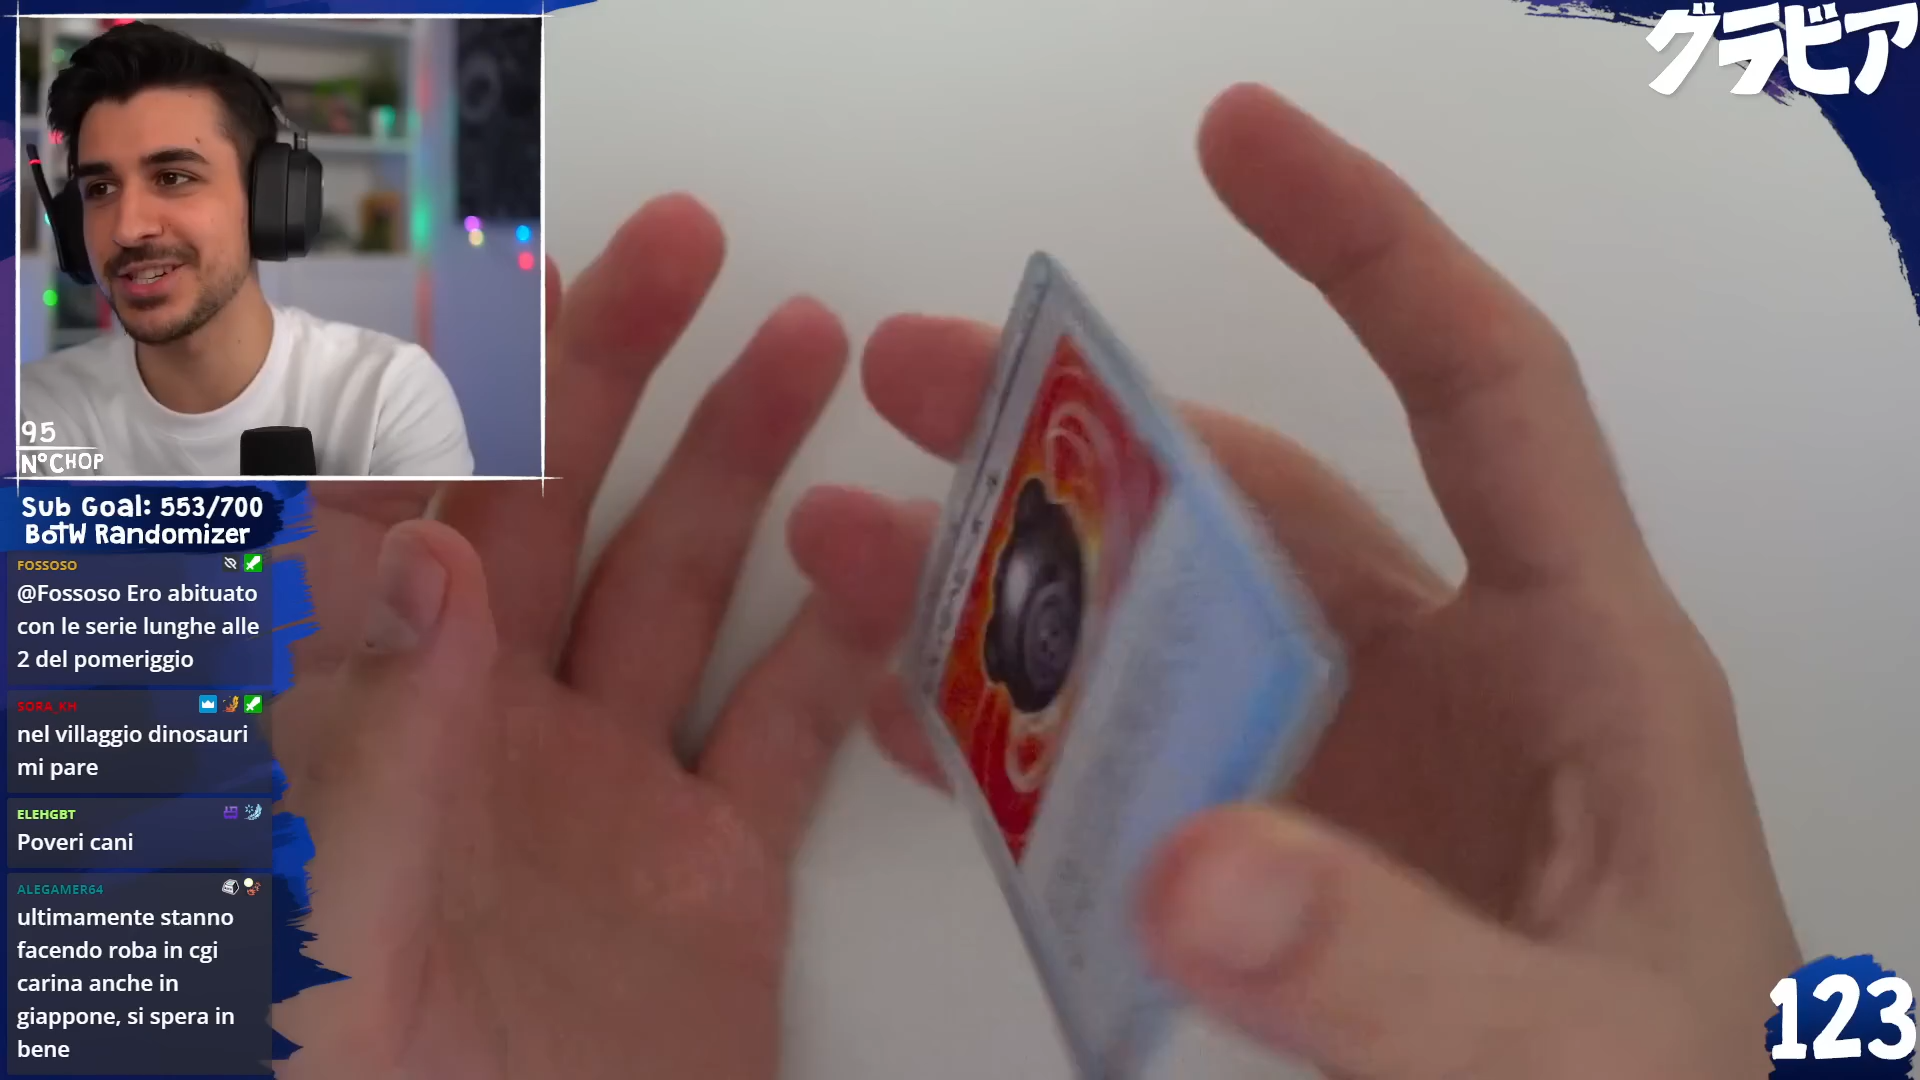 グラビア
95
N°CHOP
Sub Goal: 553/700
BotW Randomizer
FOSSOSO
@Fossoso Ero abituato
con le serie lunghe alle
2 del pomeriggio
SORA_KH
nel villaggio dinosauri
mi pare
ELEHGBT
Poveri cani
ALEGAMER64
ultimamente stanno
facendo roba in cgi
carina anche in
giappone, si spera in
bene
123